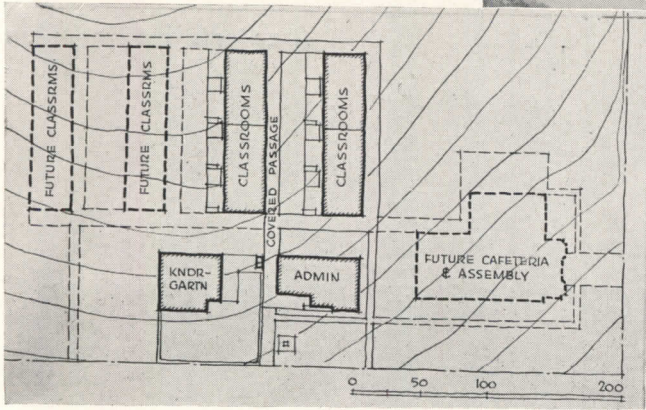 FUTURE CLASSRMS
FUTURE CLASSRMS
CLASSROOMS
COVERED PASSAGE
CLASSROOMS
KNDR-
GARTN
ADMIN
FUTURE CAFETERIA
& ASSEMBLY
0 50 100 200